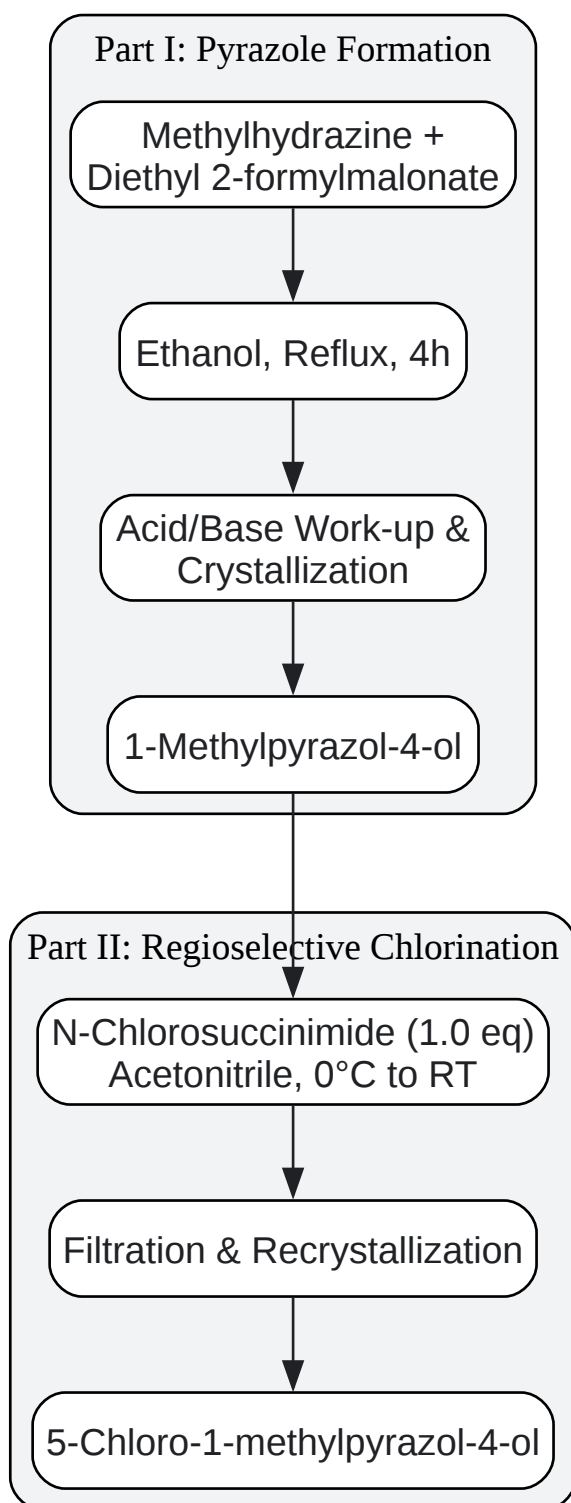 Part I: Pyrazole Formation
Methylhydrazine +
Diethyl 2-formylmalonate
Ethanol, Reflux, 4h
Acid/Base Work-up &
Crystallization
1-Methylpyrazol-4-ol
Part II: Regioselective Chlorination
N-Chlorosuccinimide (1.0 eq)
Acetonitrile, 0°C to RT
Filtration & Recrystallization
5-Chloro-1-methylpyrazol-4-ol